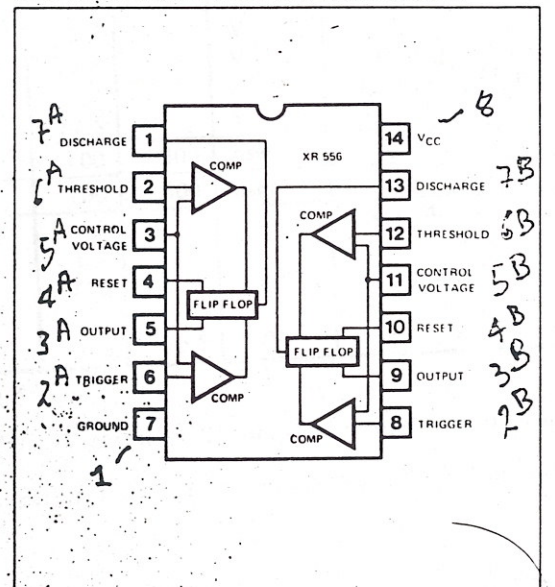 7A DISCHARGE 1
6A THRESHOLD 2
5A CONTROL VOLTAGE 3
4A RESET 4
3A OUTPUT 5
2A TRIGGER 6
GROUND 7
1
COMP
FLIP FLOP
COMP
XR 556
COMP
FLIP FLOP
COMP
14 VCC 8
13 DISCHARGE 7B
12 THRESHOLD 6B
11 CONTROL VOLTAGE 5B
10 RESET 4B
9 OUTPUT 3B
8 TRIGGER 2B